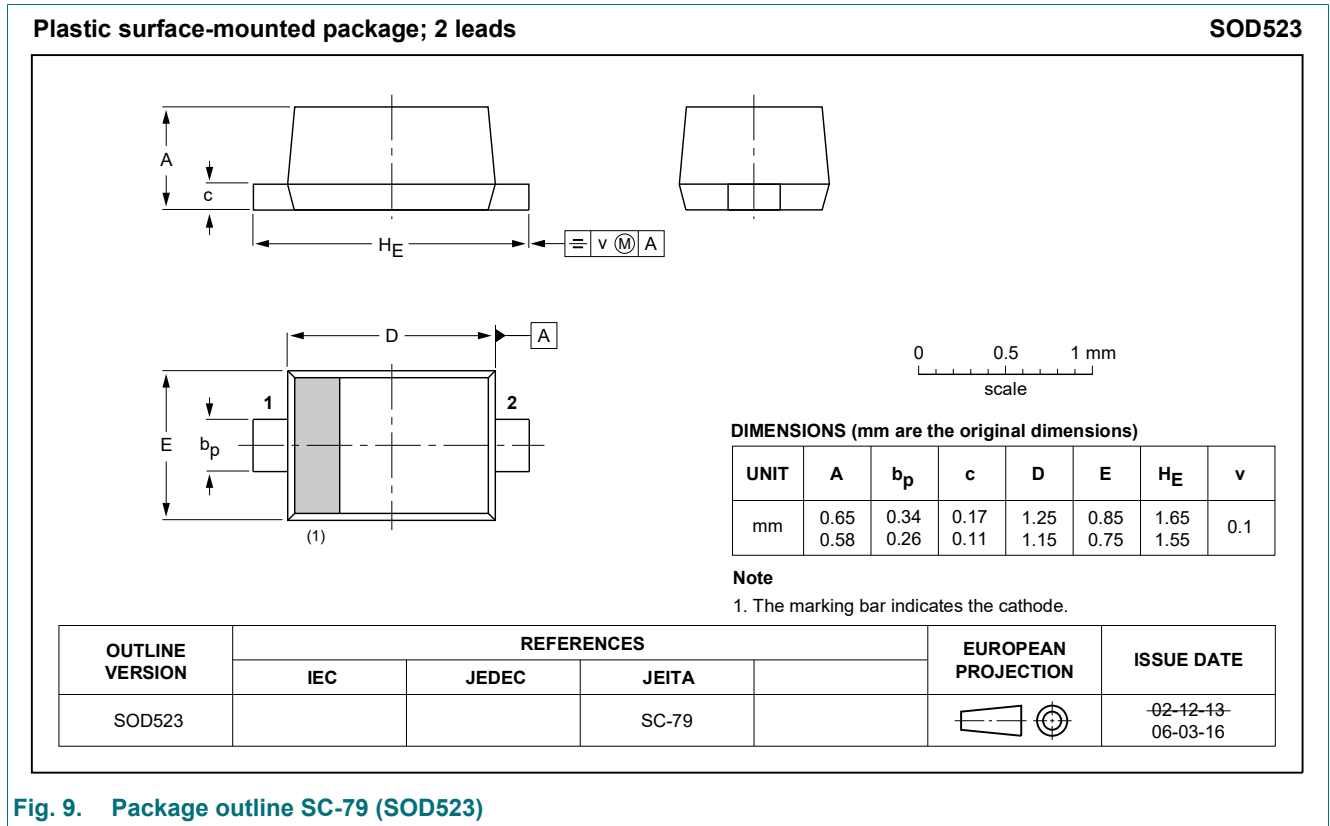 Plastic surface-mounted package; 2 leads SOD523
A
c
HE
v Ⓜ A
D
A
E
bp
1
2
(1)
0 0.5 1 mm
scale
DIMENSIONS (mm are the original dimensions)
UNIT A bp c D E HE v
mm 0.65 0.34 0.17 1.25 0.85 1.65 0.1
0.58 0.26 0.11 1.15 0.75 1.55
Note
1. The marking bar indicates the cathode.
OUTLINE VERSION REFERENCES EUROPEAN PROJECTION ISSUE DATE
IEC JEDEC JEITA
SOD523 SC-79 02-12-13
06-03-16
Fig. 9. Package outline SC-79 (SOD523)